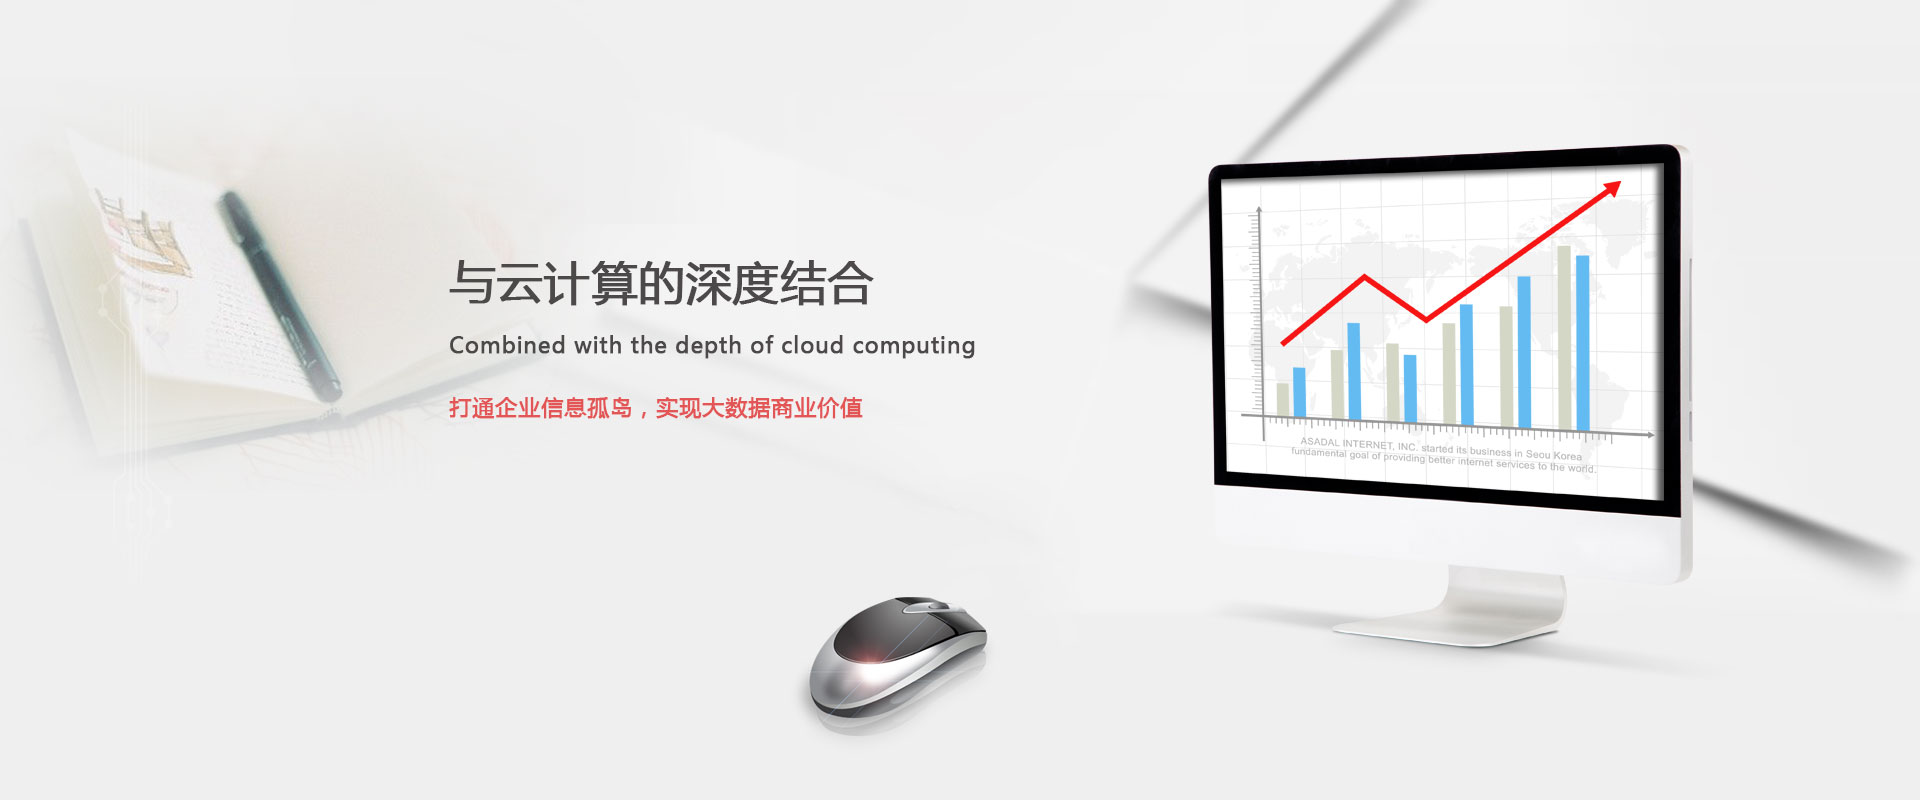 与云计算的深度结合
Combined with the depth of cloud computing
打通企业信息孤岛，实现大数据商业价值
ASADAL INTERNET, INC. started its business in Seou Korea
fundamental goal of providing better internet services to the world.